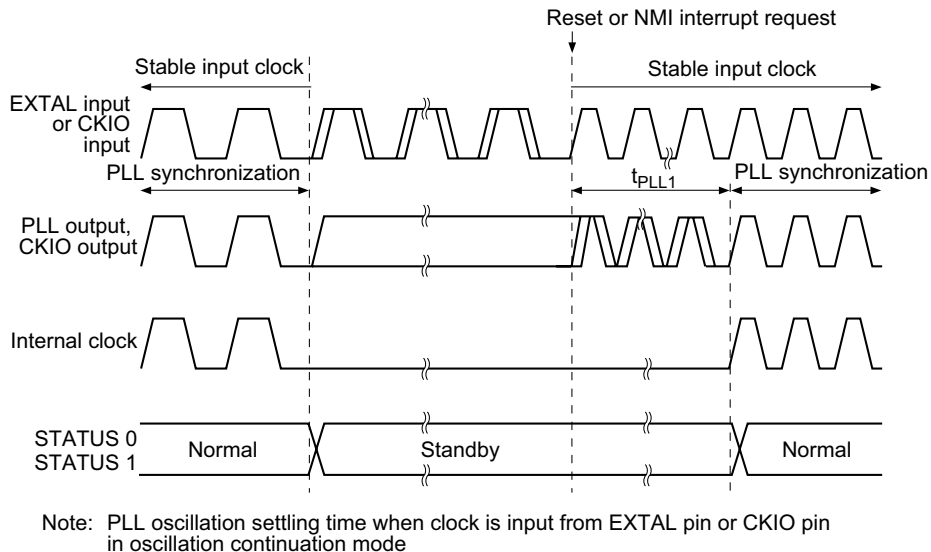 Reset or NMI interrupt request
Stable input clock
Stable input clock
EXTAL input
or CKIO
input
PLL synchronization
tPLL1
PLL synchronization
PLL output,
CKIO output
Internal clock
STATUS 0
STATUS 1
Normal
Standby
Normal
Note: PLL oscillation settling time when clock is input from EXTAL pin or CKIO pin
in oscillation continuation mode